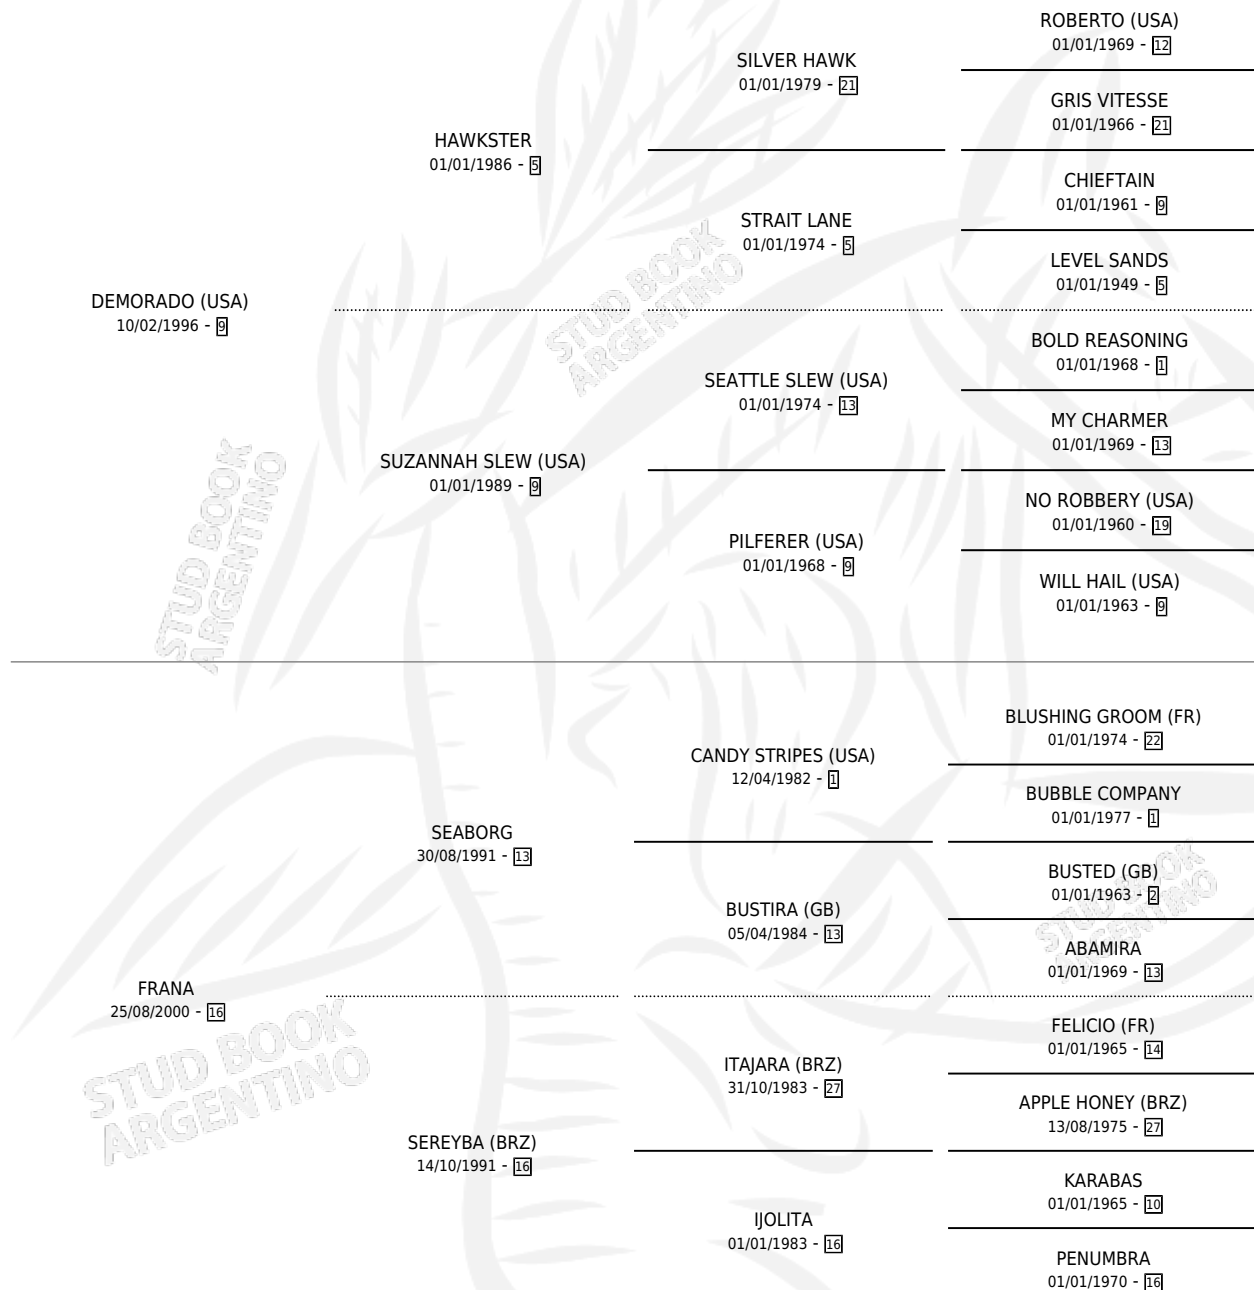 ROBERTO (USA)
01/01/1969 - 12
SILVER HAWK
01/01/1979 - 21
GRIS VITESSE
01/01/1966 - 21
HAWKSTER
01/01/1986 - 5
CHIEFTAIN
01/01/1961 - 9
STRAIT LANE
01/01/1974 - 5
LEVEL SANDS
01/01/1949 - 5
DEMORADO (USA)
10/02/1996 - 9
BOLD REASONING
01/01/1968 - 1
SEATTLE SLEW (USA)
01/01/1974 - 13
MY CHARMER
01/01/1969 - 13
SUZANNAH SLEW (USA)
01/01/1989 - 9
NO ROBBERY (USA)
01/01/1960 - 19
PILFERER (USA)
01/01/1968 - 9
WILL HAIL (USA)
01/01/1963 - 9
BLUSHING GROOM (FR)
01/01/1974 - 22
CANDY STRIPES (USA)
12/04/1982 - 1
BUBBLE COMPANY
01/01/1977 - 1
SEABORG
30/08/1991 - 13
BUSTED (GB)
01/01/1963 - 2
BUSTIRA (GB)
05/04/1984 - 13
ABAMIRA
01/01/1969 - 13
FRANA
25/08/2000 - 16
FELICIO (FR)
01/01/1965 - 14
ITAJARA (BRZ)
31/10/1983 - 27
APPLE HONEY (BRZ)
13/08/1975 - 27
SEREYBA (BRZ)
14/10/1991 - 16
KARABAS
01/01/1965 - 10
IJOLITA
01/01/1983 - 16
PENUMBRA
01/01/1970 - 16
STUD BOOK
ARGENTINO
STUD BOOK
ARGENTINO
STUD BOOK
ARGENTINO
STUD BOOK
ARGENTINO